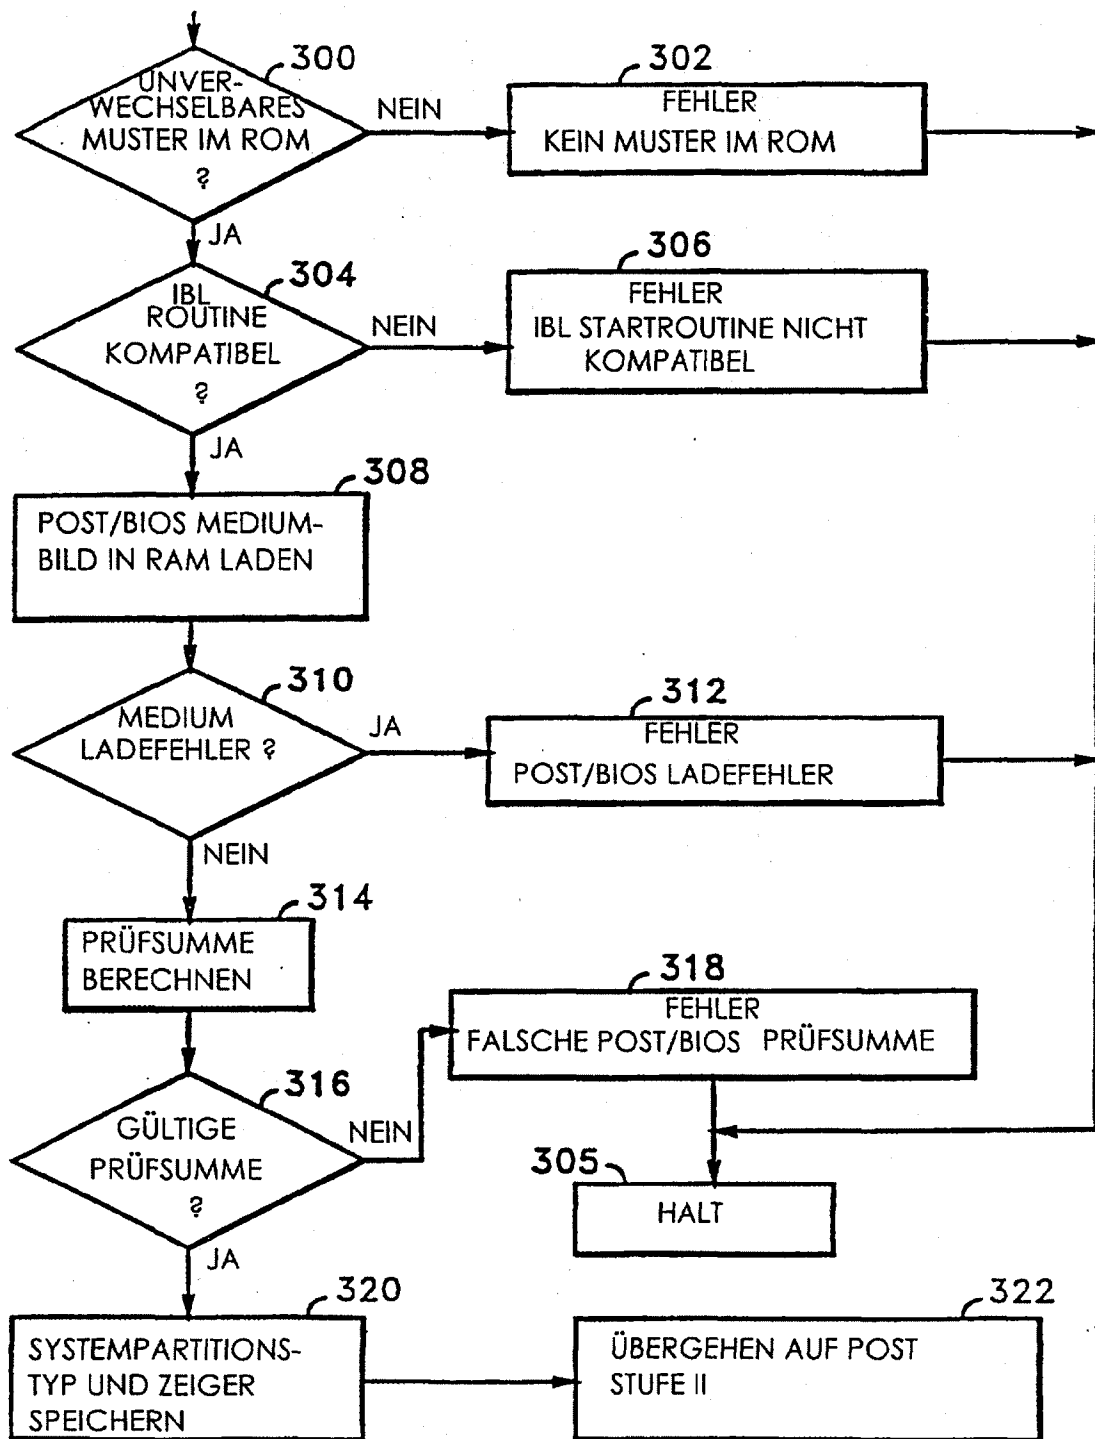 300
UNVER-
WECHSELBARES
MUSTER IM ROM
?
NEIN
302
FEHLER
KEIN MUSTER IM ROM
JA
304
IBL
ROUTINE
KOMPATIBEL
?
NEIN
306
FEHLER
IBL STARTROUTINE NICHT
KOMPATIBEL
JA
308
POST/BIOS MEDIUM-
BILD IN RAM LADEN
310
MEDIUM
LADEFEHLER ?
JA
312
FEHLER
POST/BIOS LADEFEHLER
NEIN
314
PRÜFSUMME
BERECHNEN
316
GÜLTIGE
PRÜFSUMME
?
NEIN
318
FEHLER
FALSCHE POST/BIOS PRÜFSUMME
305
HALT
JA
320
SYSTEMPARTITIONS-
TYP UND ZEIGER
SPEICHERN
322
ÜBERGEHEN AUF POST
STUFE II